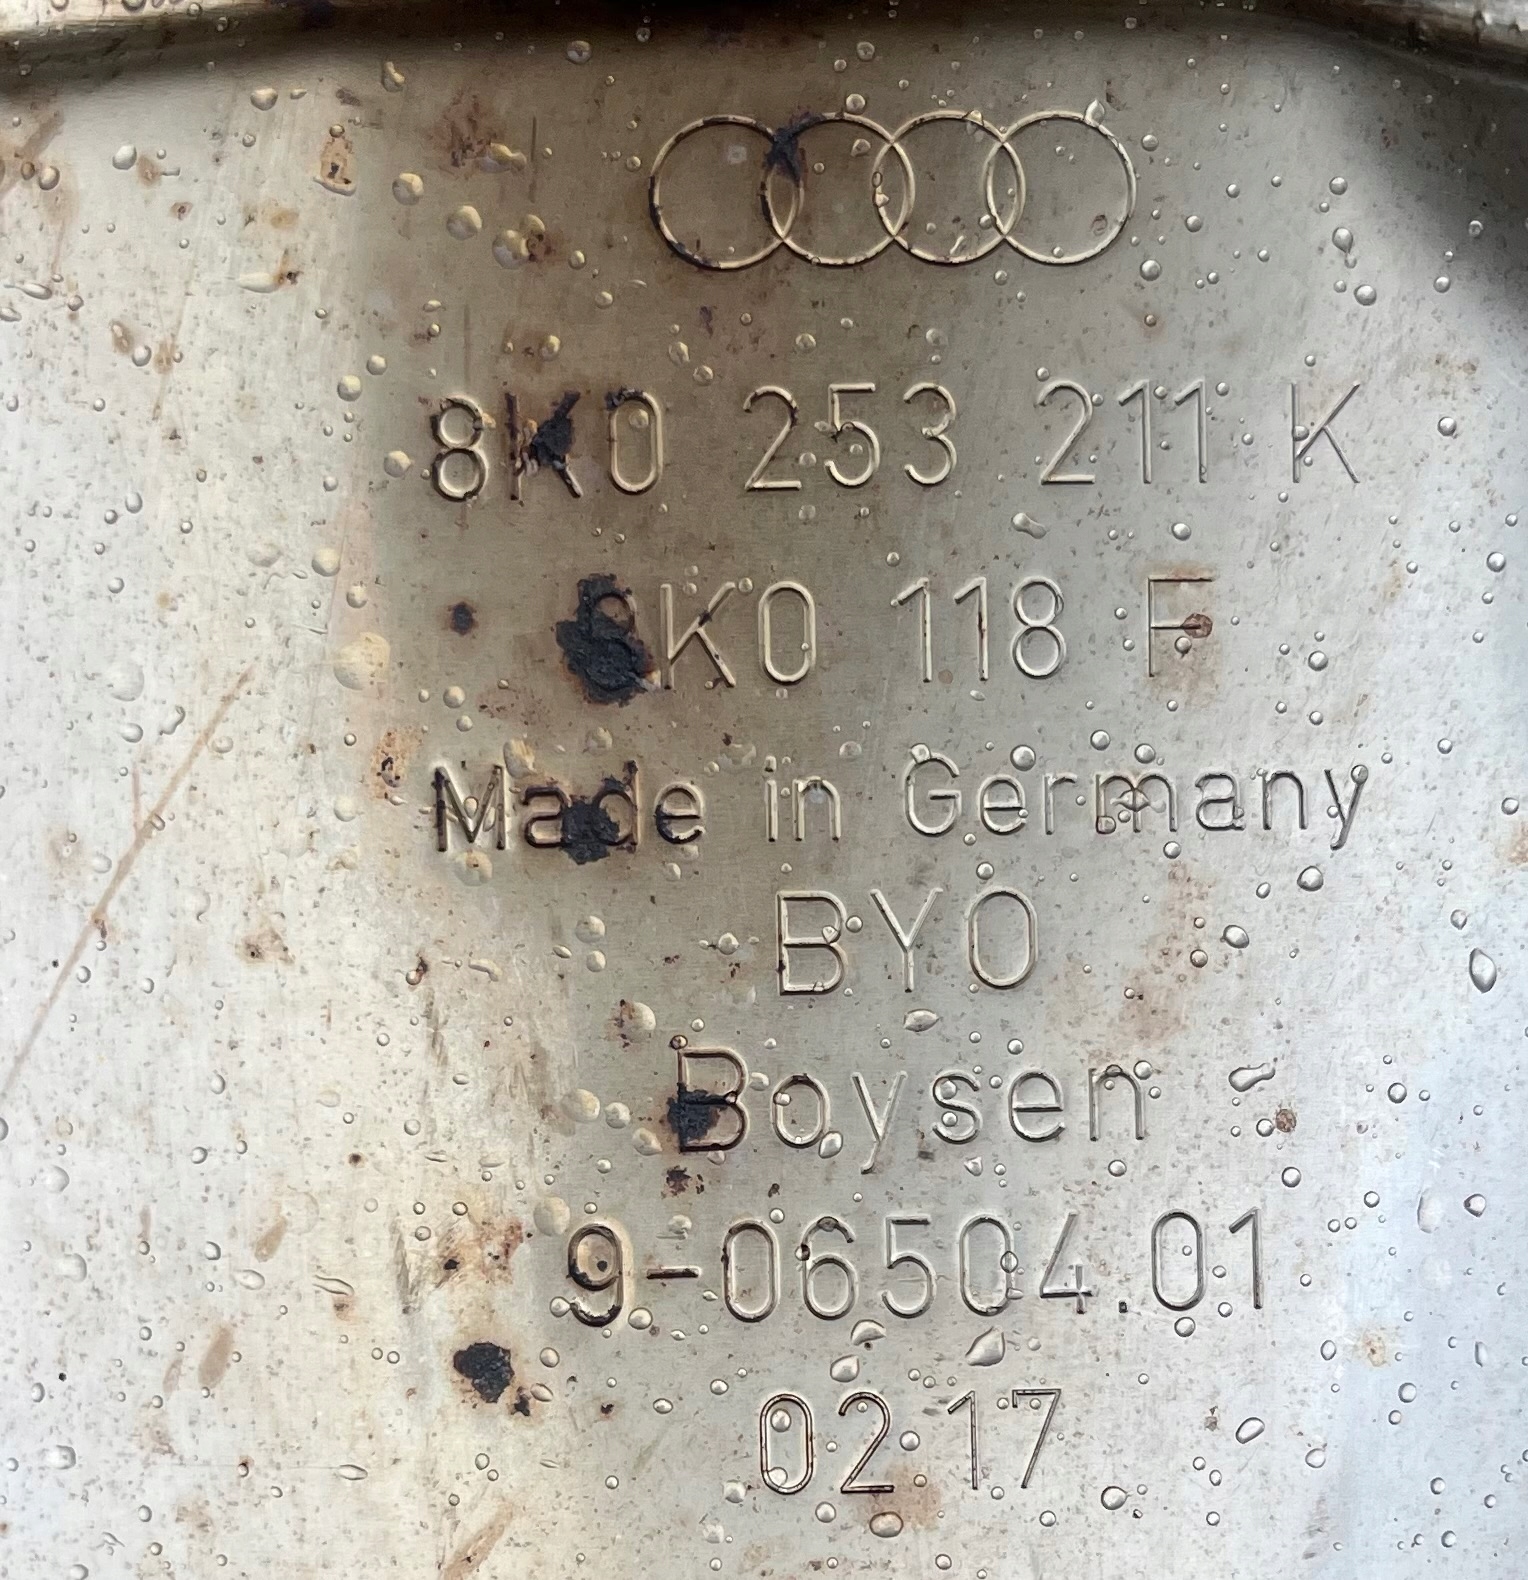 8K0 253 211 K
8K0 118 F
Made in Germany
BYO
Boysen
9-06504.01
02 17